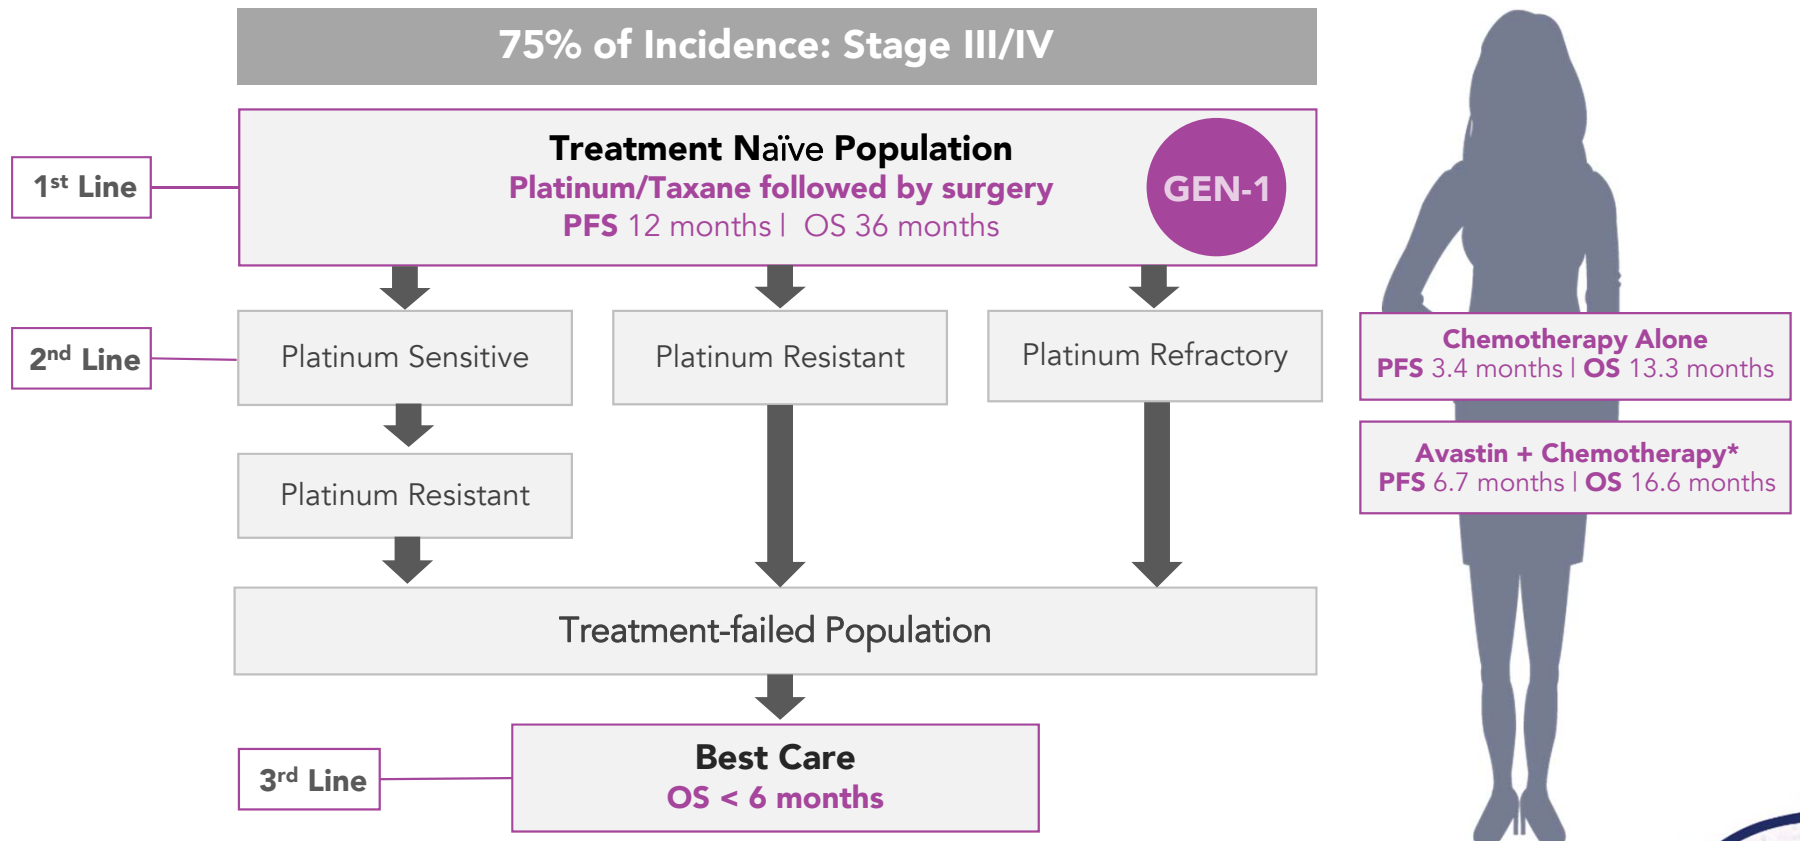 75% of Incidence: Stage III/IV
1st Line
Treatment Naïve Population
Platinum/Taxane followed by surgery
PFS 12 months | OS 36 months
GEN-1
2nd Line
Platinum Sensitive
Platinum Resistant
Platinum Refractory
Chemotherapy Alone
PFS 3.4 months | OS 13.3 months
Avastin + Chemotherapy*
PFS 6.7 months | OS 16.6 months
Platinum Resistant
Treatment-failed Population
3rd Line
Best Care
OS < 6 months